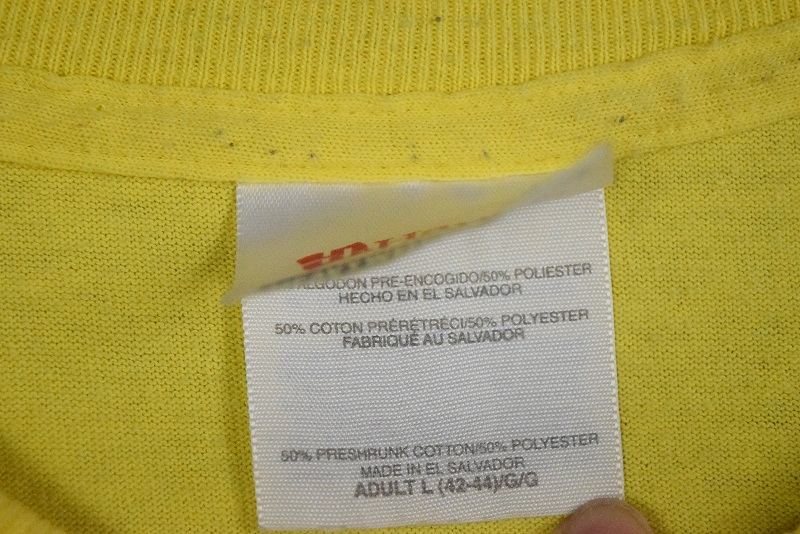 ALGODON PRE-ENCOGIDO/50% POLIESTER
HECHO EN EL SALVADOR
50% COTON PRÉRÉTRÉCI/50% POLYESTER
FABRIQUÉ AU SALVADOR
50% PRESHRUNK COTTON/50% POLYESTER
MADE IN EL SALVADOR
ADULT L (42-44)/G/G